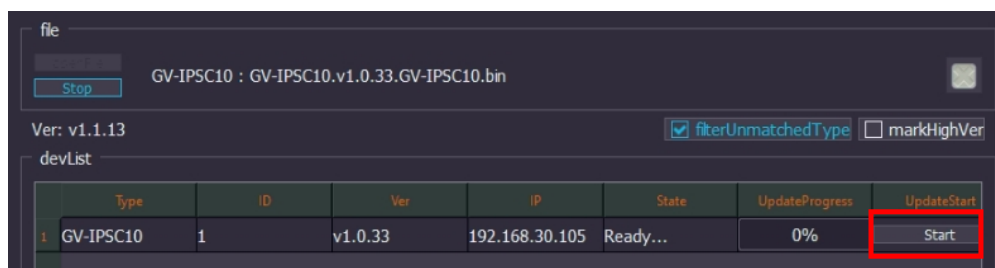 file
GV-IPSC10 : GV-IPSC10.v1.0.33.GV-IPSC10.bin
Stop
Ver: v1.1.13
filterUnmatchedType markHighVer
devList
Type ID Ver IP State UpdateProgress UpdateStart
1 GV-IPSC10 1 v1.0.33 192.168.30.105 Ready... 0% Start